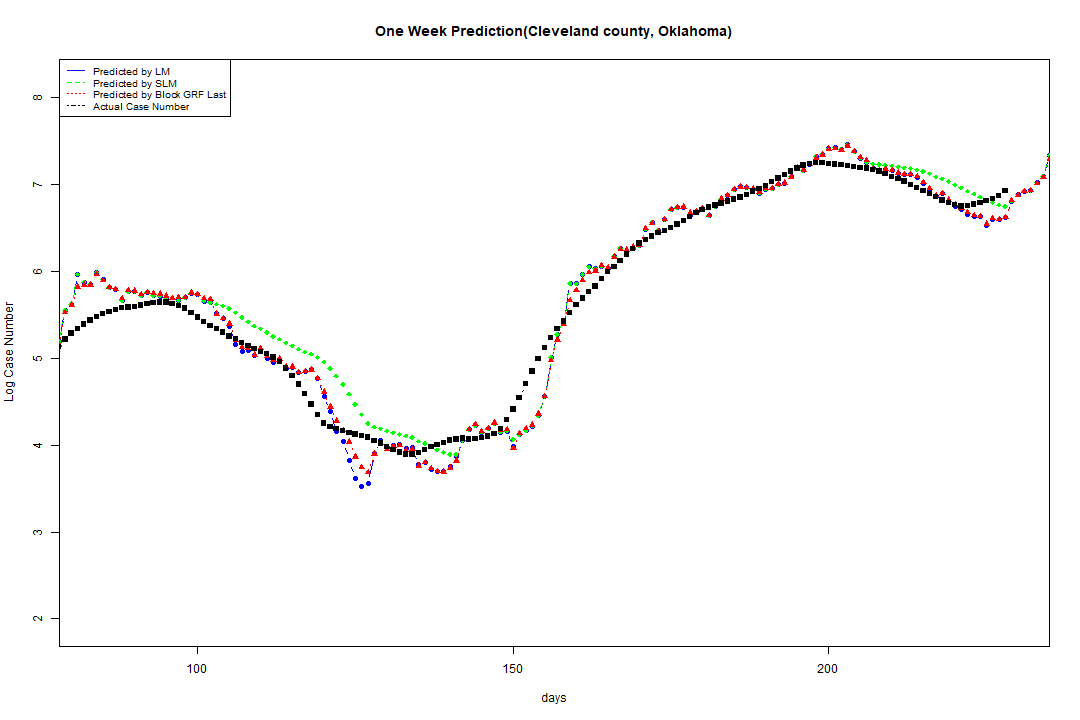 One Week Prediction(Cleveland county, Oklahoma)
Predicted by LM
Predicted by SLM
Predicted by Block GRF Last
Actual Case Number
8
7
6
5
4
3
2
Log Case Number
100 150 200
days